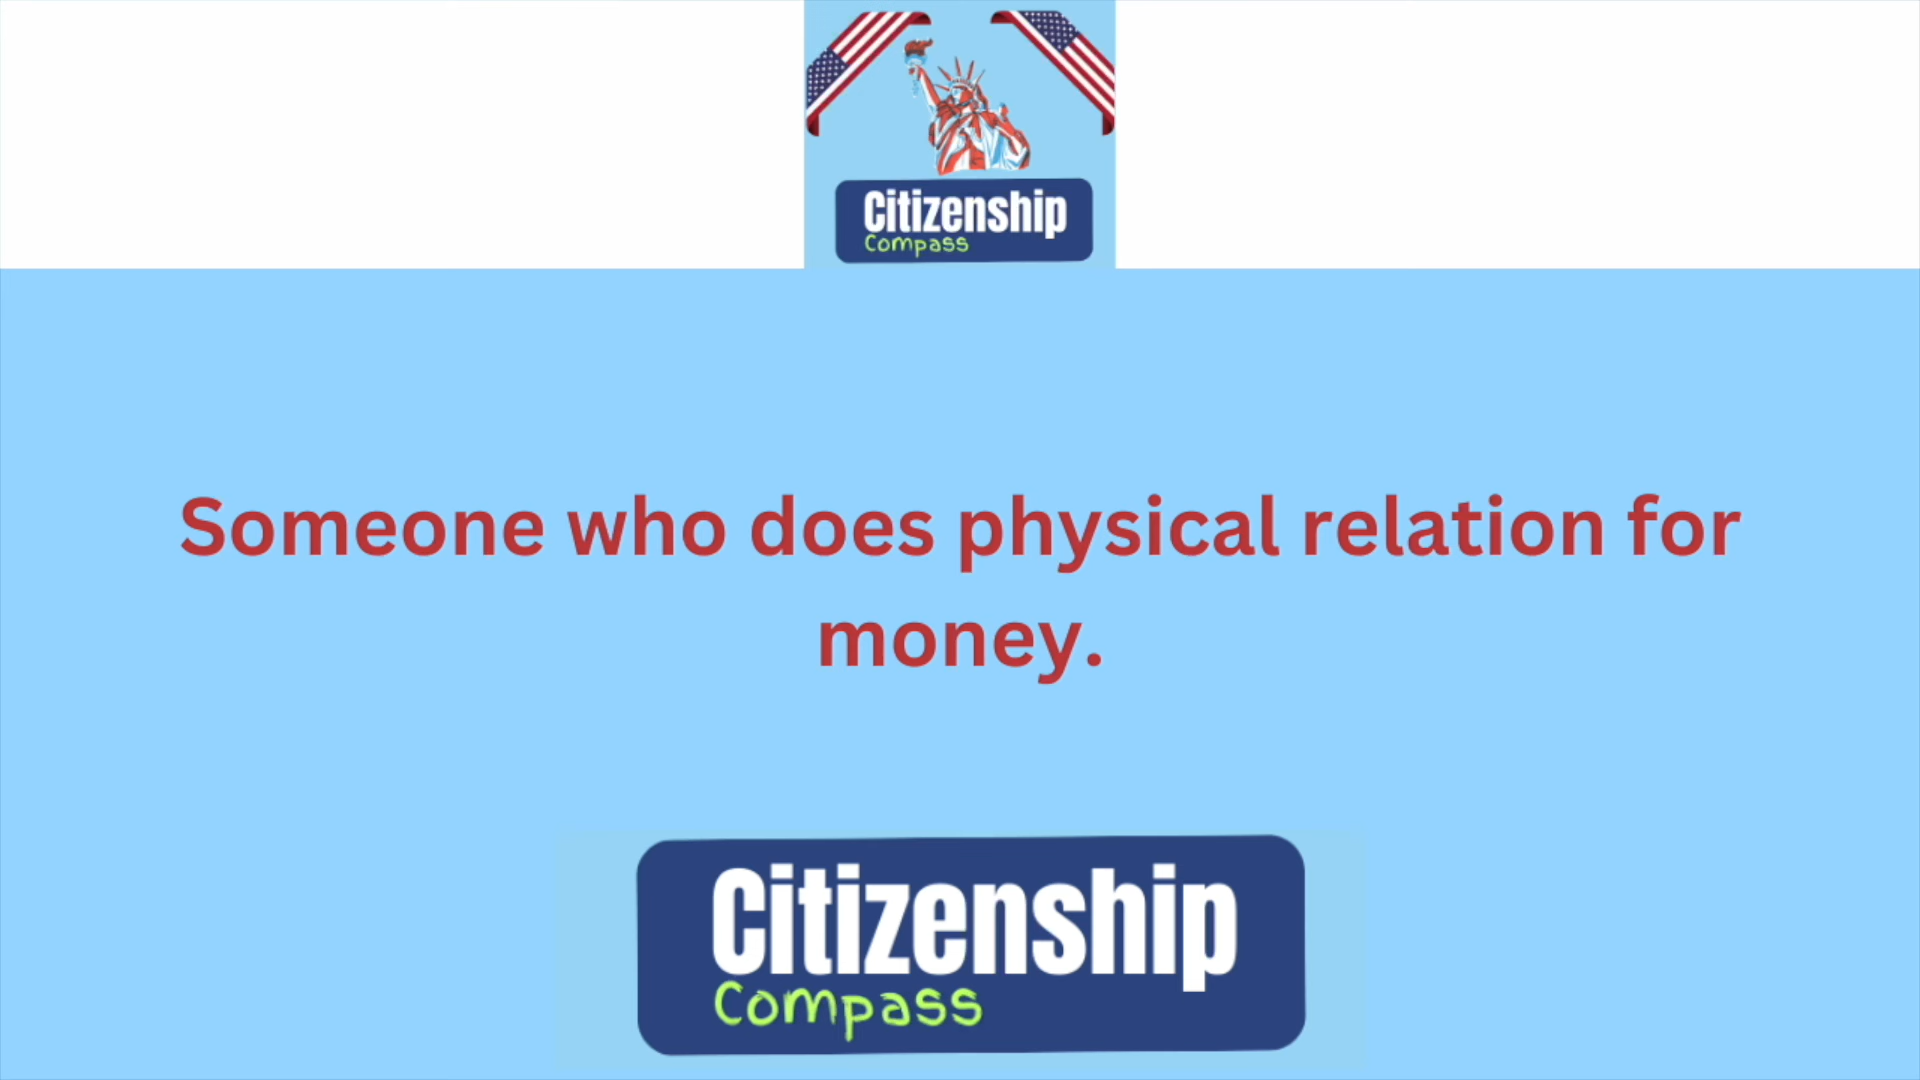 Citizenship
Compass
Someone who does physical relation for
money.
Citizenship
Compass